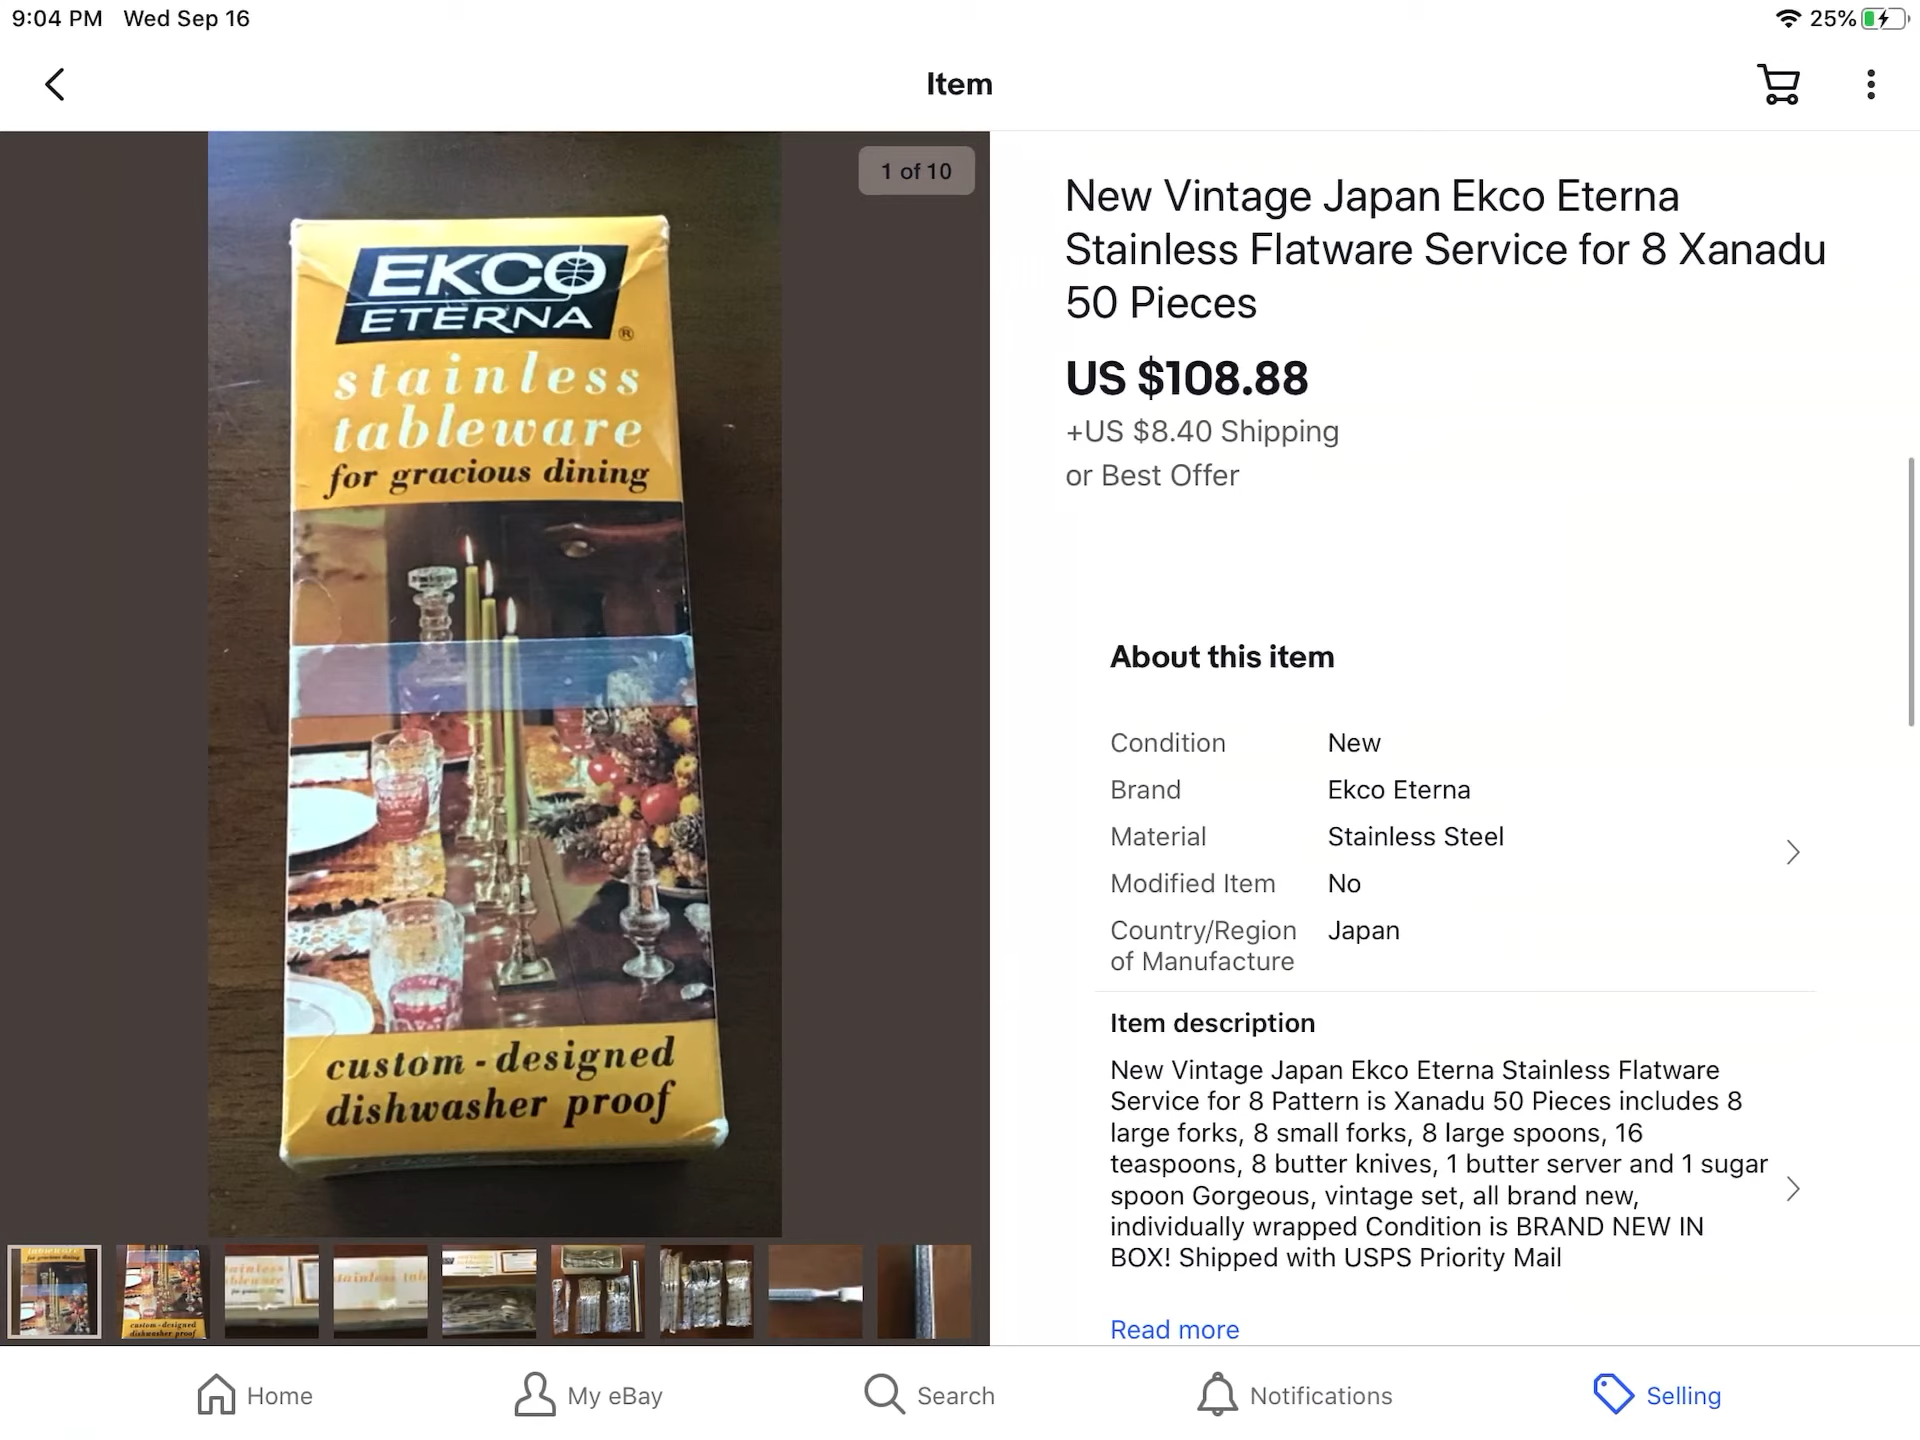 9:04 PM Wed Sep 16
25%
Item
1 of 10
EKCO
ETERNA®
stainless
tableware
for gracious dining
custom-designed
dishwasher proof
New Vintage Japan Ekco Eterna
Stainless Flatware Service for 8 Xanadu
50 Pieces
US $108.88
+US $8.40 Shipping
or Best Offer
About this item
Condition New
Brand Ekco Eterna
Material Stainless Steel
Modified Item No
Country/Region Japan
of Manufacture
Item description
New Vintage Japan Ekco Eterna Stainless Flatware
Service for 8 Pattern is Xanadu 50 Pieces includes 8
large forks, 8 small forks, 8 large spoons, 16
teaspoons, 8 butter knives, 1 butter server and 1 sugar
spoon Gorgeous, vintage set, all brand new,
individually wrapped Condition is BRAND NEW IN
BOX! Shipped with USPS Priority Mail
Read more
custom-designed
dishwasher proof
Home
My eBay
Search
Notifications
Selling